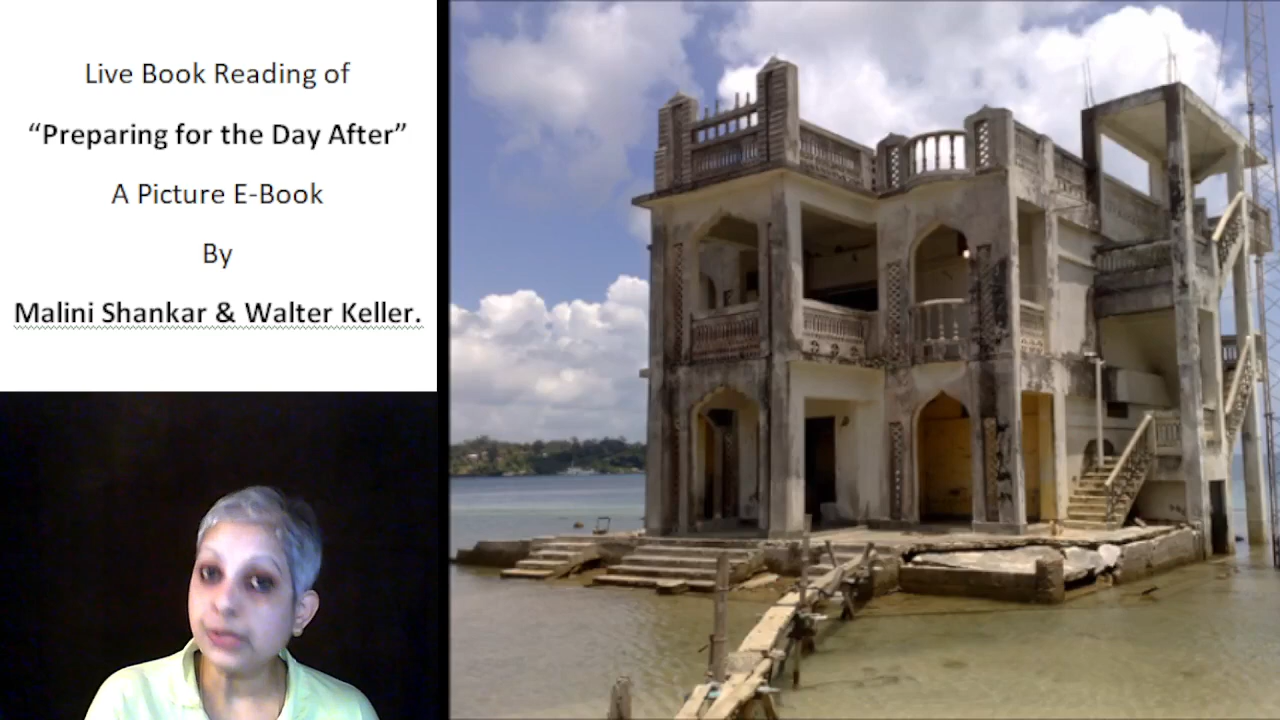 Live Book Reading of
“Preparing for the Day After”
A Picture E-Book
By
Malini Shankar & Walter Keller.